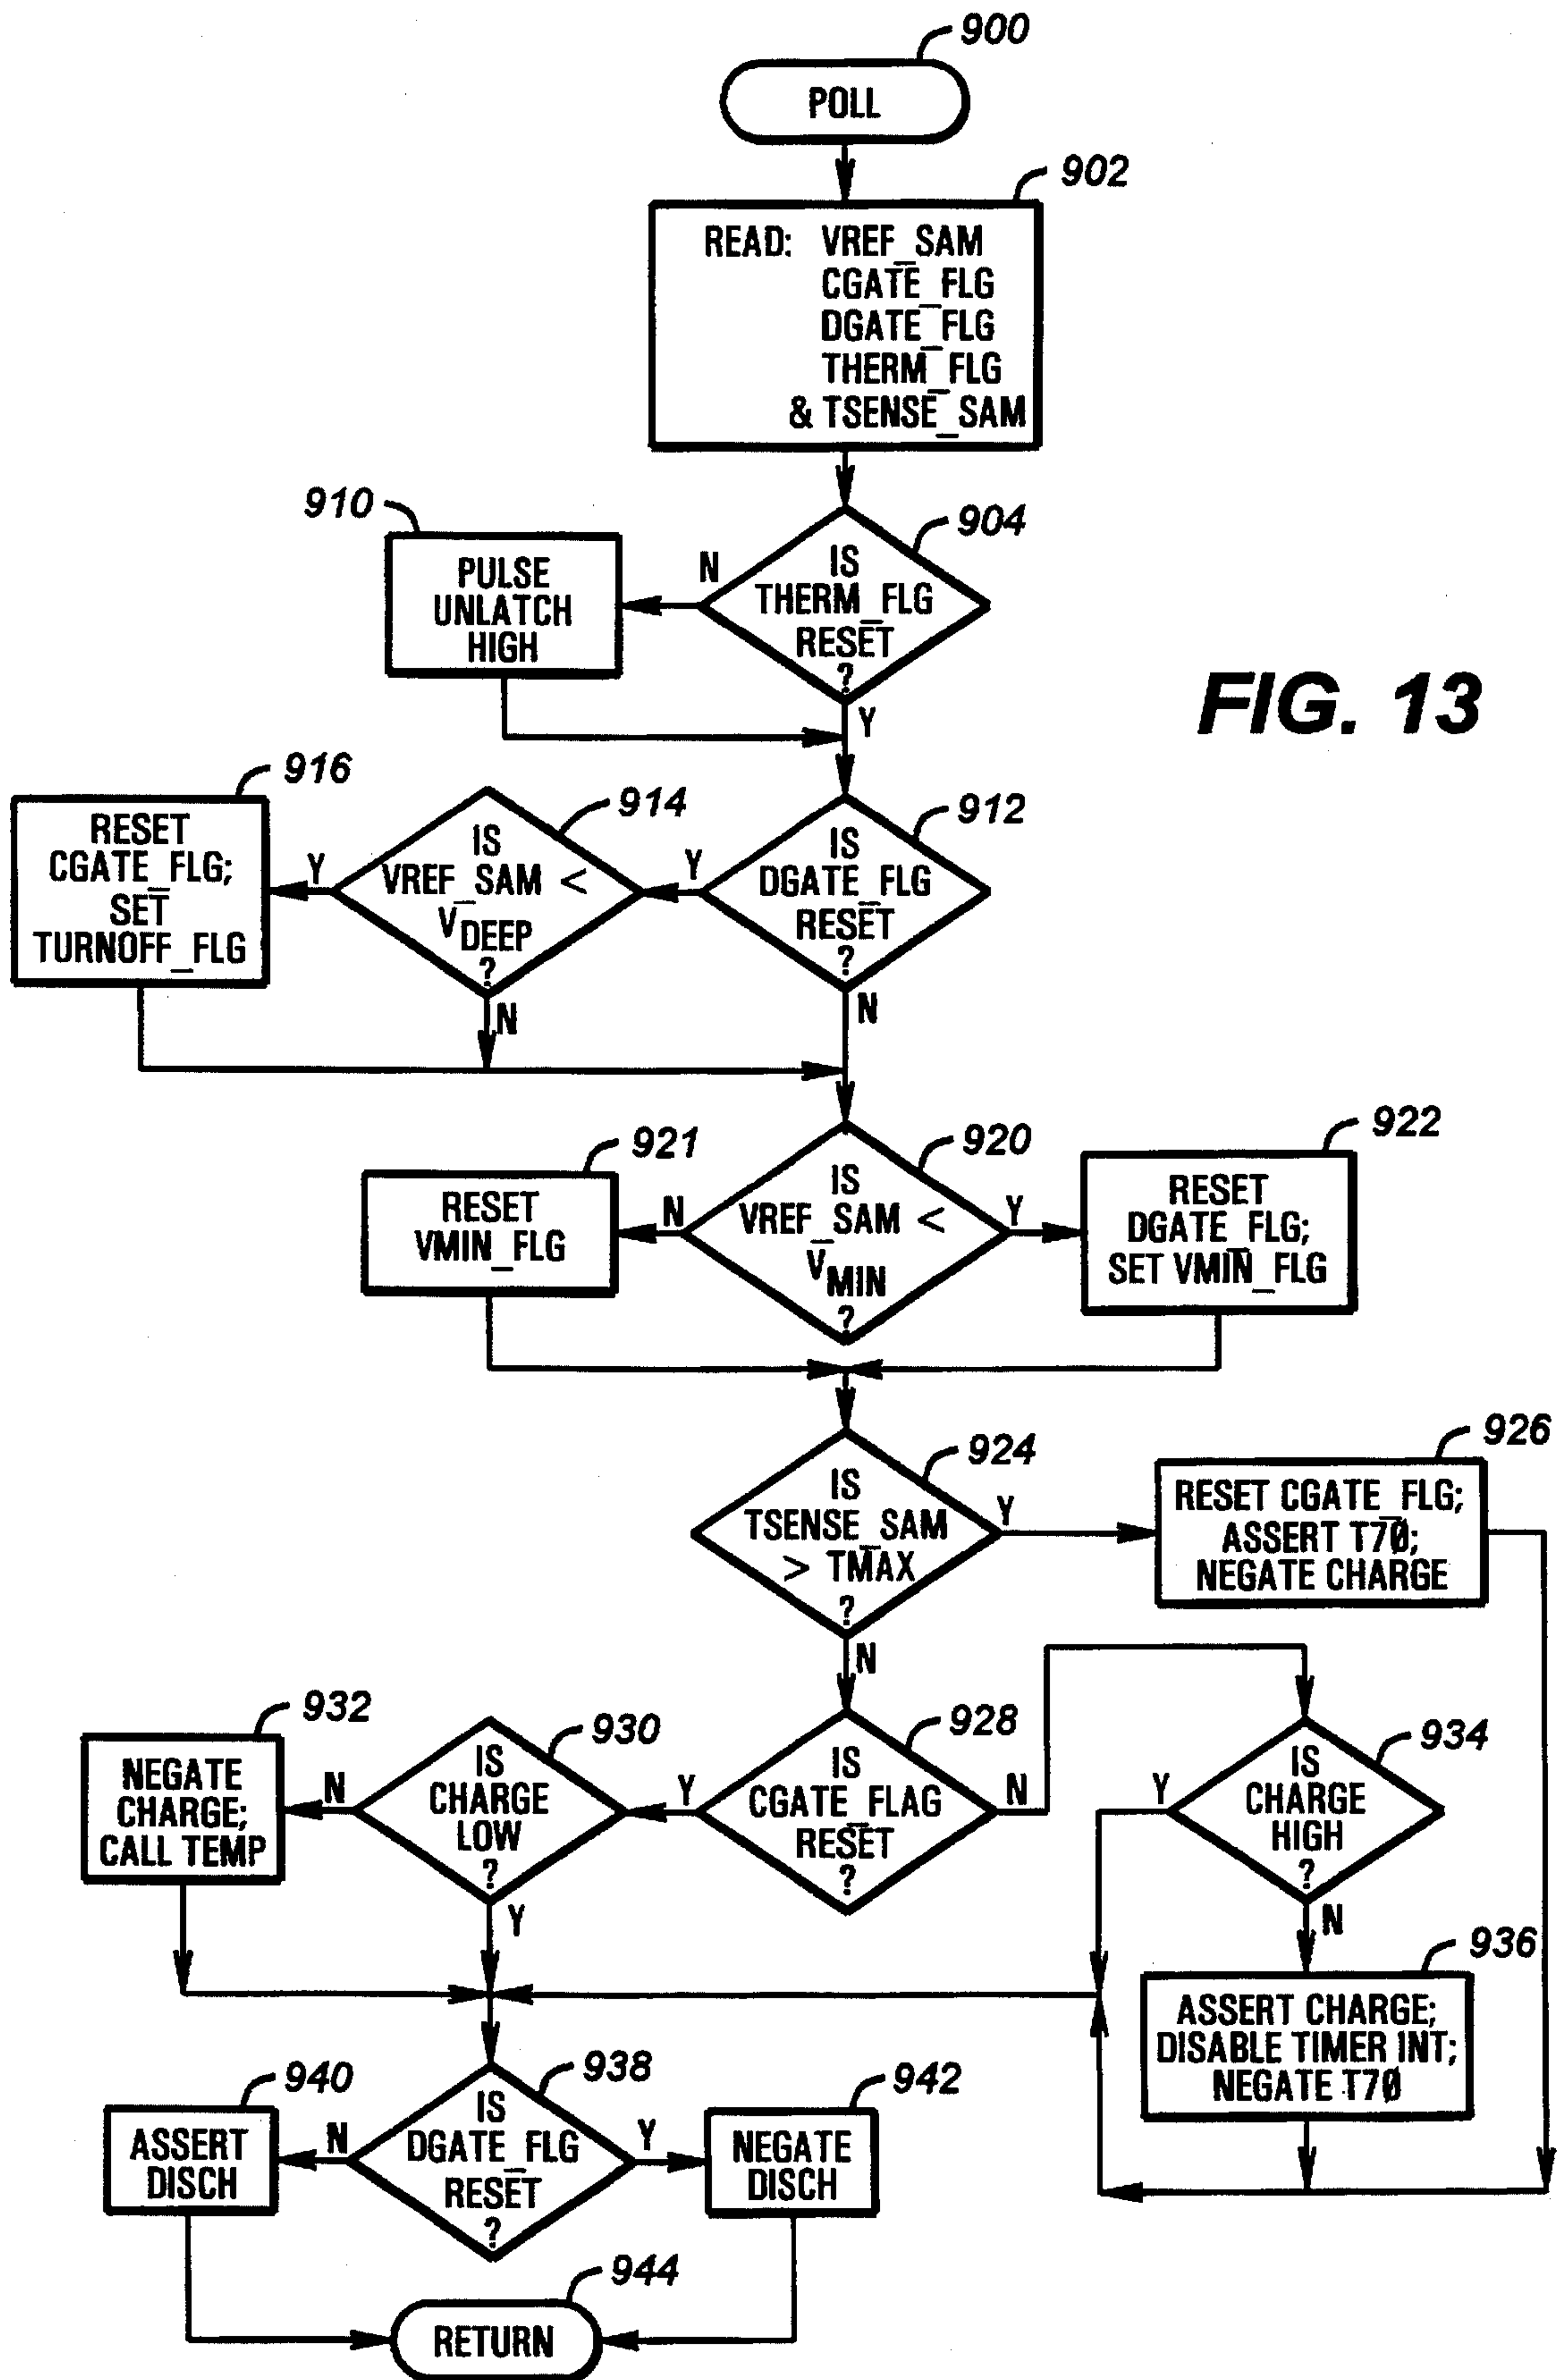 900
POLL
902
READ: VREF_SAM
CGATE_FLG
DGATE_FLG
THERM_FLG
& TSENSE_SAM
910
PULSE
UNLATCH
HIGH
904
N
IS
THERM_FLG
RESET
?
Y
FIG. 13
916
RESET
CGATE_FLG;
SET
TURNOFF_FLG
914
Y
IS
VREF_SAM <
VDEEP
?
N
912
Y
IS
DGATE_FLG
RESET
?
N
921
RESET
VMIN_FLG
920
N
IS
VREF_SAM <
VMIN
?
Y
922
RESET
DGATE_FLG;
SET VMIN_FLG
924
IS
TSENSE_SAM
> TMAX
?
Y
N
926
RESET CGATE_FLG;
ASSERT T7Ø;
NEGATE CHARGE
932
NEGATE
CHARGE;
CALL TEMP
930
N
IS
CHARGE
LOW
?
Y
928
Y
IS
CGATE_FLAG
RESET
?
N
934
Y
IS
CHARGE
HIGH
?
N
936
ASSERT CHARGE;
DISABLE TIMER INT;
NEGATE T7Ø
940
ASSERT
DISCH
938
N
IS
DGATE_FLG
RESET
?
Y
942
NEGATE
DISCH
944
RETURN